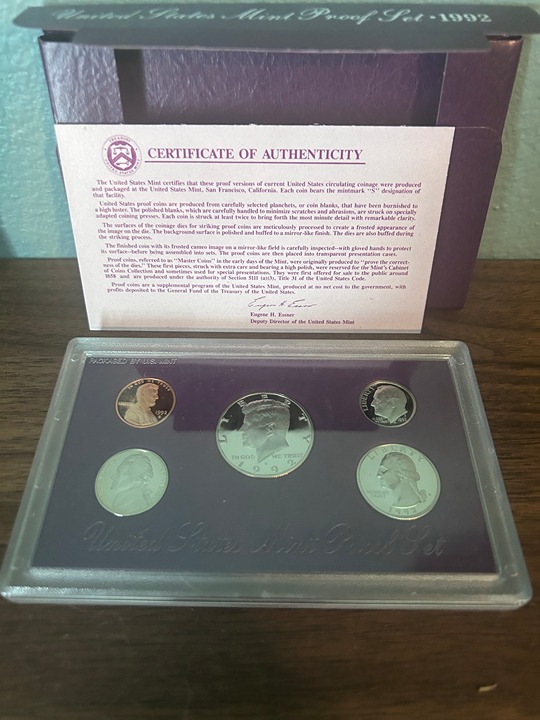 United States Mint Proof Set · 1992
CERTIFICATE OF AUTHENTICITY
The United States Mint certifies that these proof versions of current United States circulating coinage were produced
and packaged at the United States Mint, San Francisco, California. Each coin bears the mintmark "S" designation of
that facility.
United States proof coins are produced from carefully selected planchets, or coin blanks, that have been burnished to
a high luster. The polished blanks, which are carefully handled to minimize scratches and abrasions, are struck on specially
adapted coining presses. Each coin is struck at least twice to bring forth the most minute detail with remarkable clarity.
The surfaces of the coinage dies for striking proof coins are meticulously processed to create a frosted appearance of
the image on the die. The background surface is polished and buffed to a mirror-like finish. The dies are also buffed during
the striking process.
The finished coin with its frosted cameo image on a mirror-like field is carefully inspected—with gloved hands to protect
its surface—before being assembled into sets. The proof coins are then placed into transparent presentation cases.
Proof coins, referred to as "Master Coins" in the early days of the Mint, were originally produced to "prove the correct-
ness of the dies." These first pieces, struck with extra care and bearing a high polish, were reserved for the Mint's Cabinet
of Coins Collection and sometimes used for special presentations. They were first offered for sale to the public around
1858 and are produced under authority of Section 5111 (a)(3), Title 31 of the United States Code.
Proof coins are a supplemental program of the United States Mint, produced at no net cost to the government, with
profits deposited to the General Fund of the Treasury of the United States.
Eugene H. Essner
Eugene H. Essner
Deputy Director of the United States Mint
PACKAGED BY U.S. MINT
1992
LIBERTY
IN GOD WE TRUST
1992
LIBERTY
LIBERTY
United States Mint Proof Set